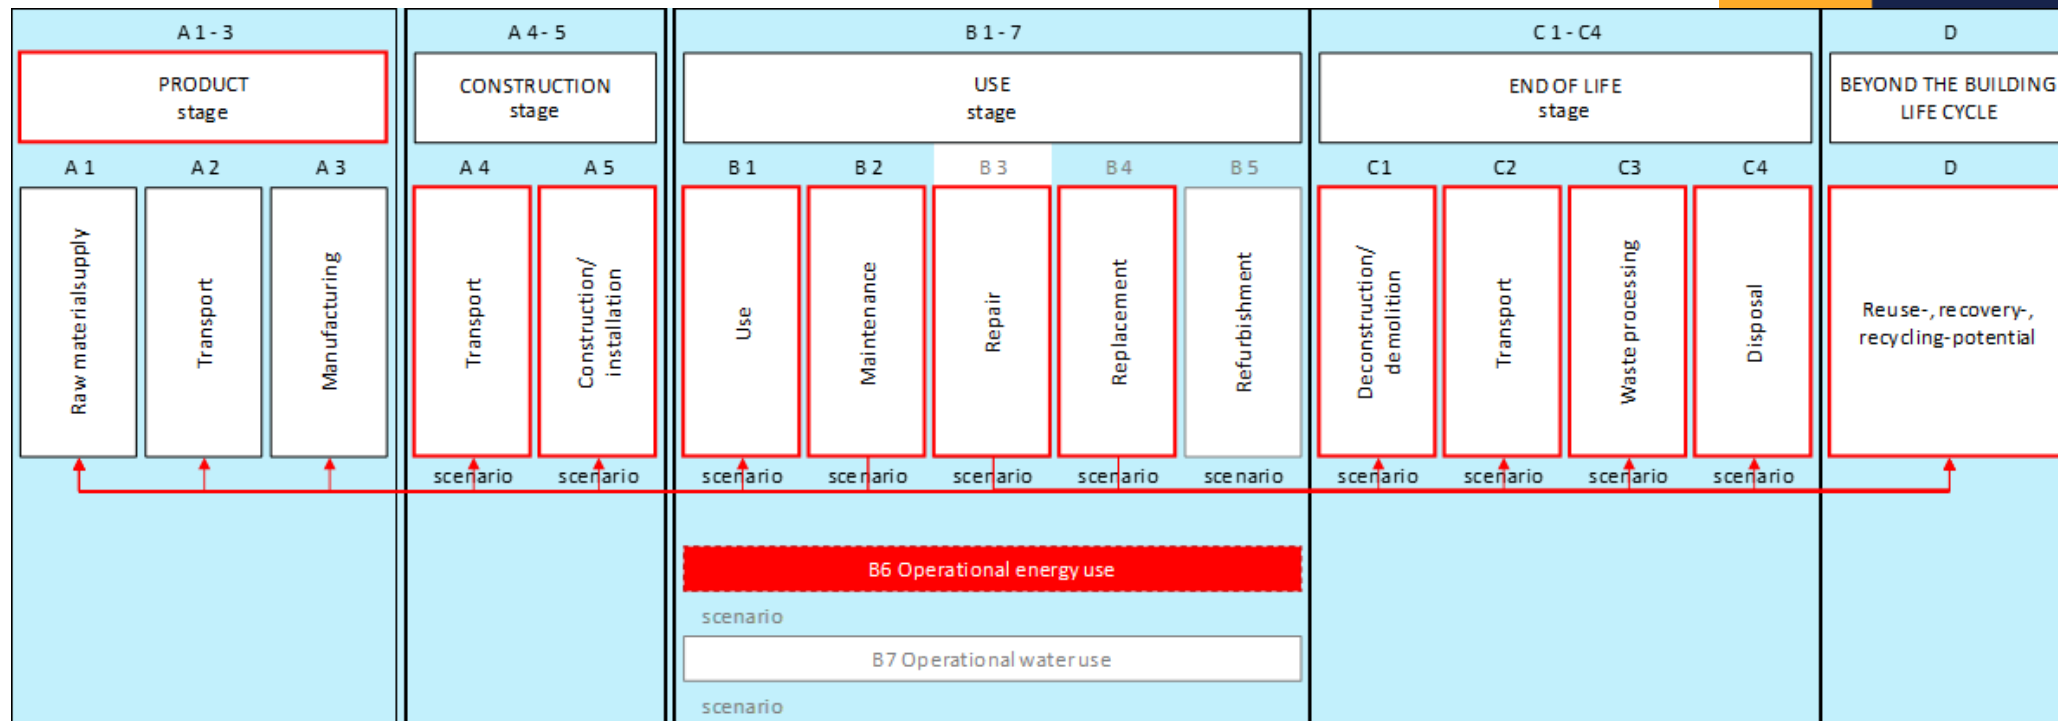 A 1 - 3
A 4 - 5
B 1 - 7
C 1 - C4
D
PRODUCT
stage
CONSTRUCTION
stage
USE
stage
END OF LIFE
stage
BEYOND THE BUILDING
LIFE CYCLE
A 1
A 2
A 3
A 4
A 5
B 1
B 2
B 3
B 4
B 5
C1
C2
C3
C4
D
Raw materials supply
Transport
Manufacturing
Transport
Construction/
installation
Use
Maintenance
Repair
Replacement
Refurbishment
Deconstruction/
demolition
Transport
Waste processing
Disposal
Reuse-, recovery-,
recycling-potential
scenario
scenario
scenario
scenario
scenario
scenario
scenario
scenario
scenario
scenario
scenario
B6 Operational energy use
scenario
B7 Operational water use
scenario